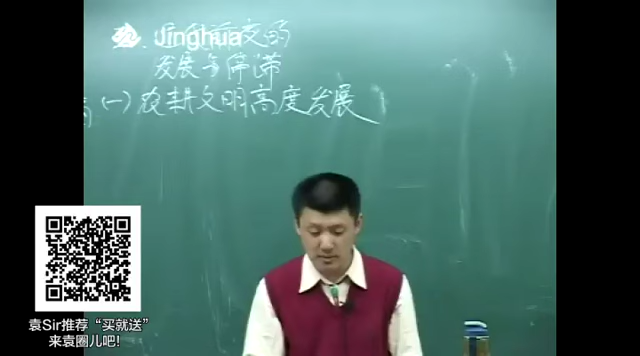 Jinghua
的
发展与停滞
(一)农耕文明高度发展
袁Sir推荐“买就送”
来袁圈儿吧!